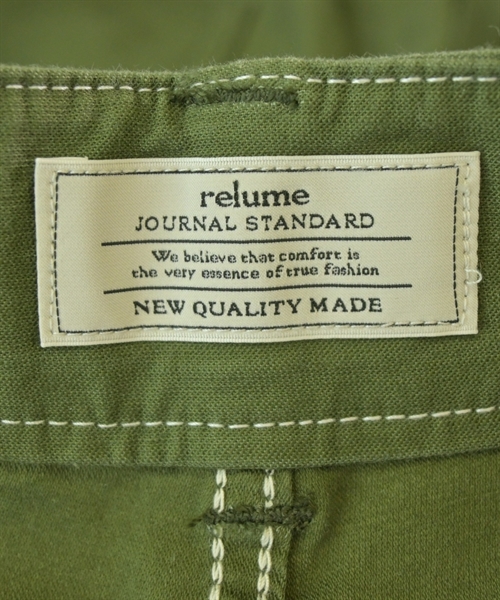 relume
JOURNAL STANDARD
We believe that comfort is
the very essence of true fashion
NEW QUALITY MADE